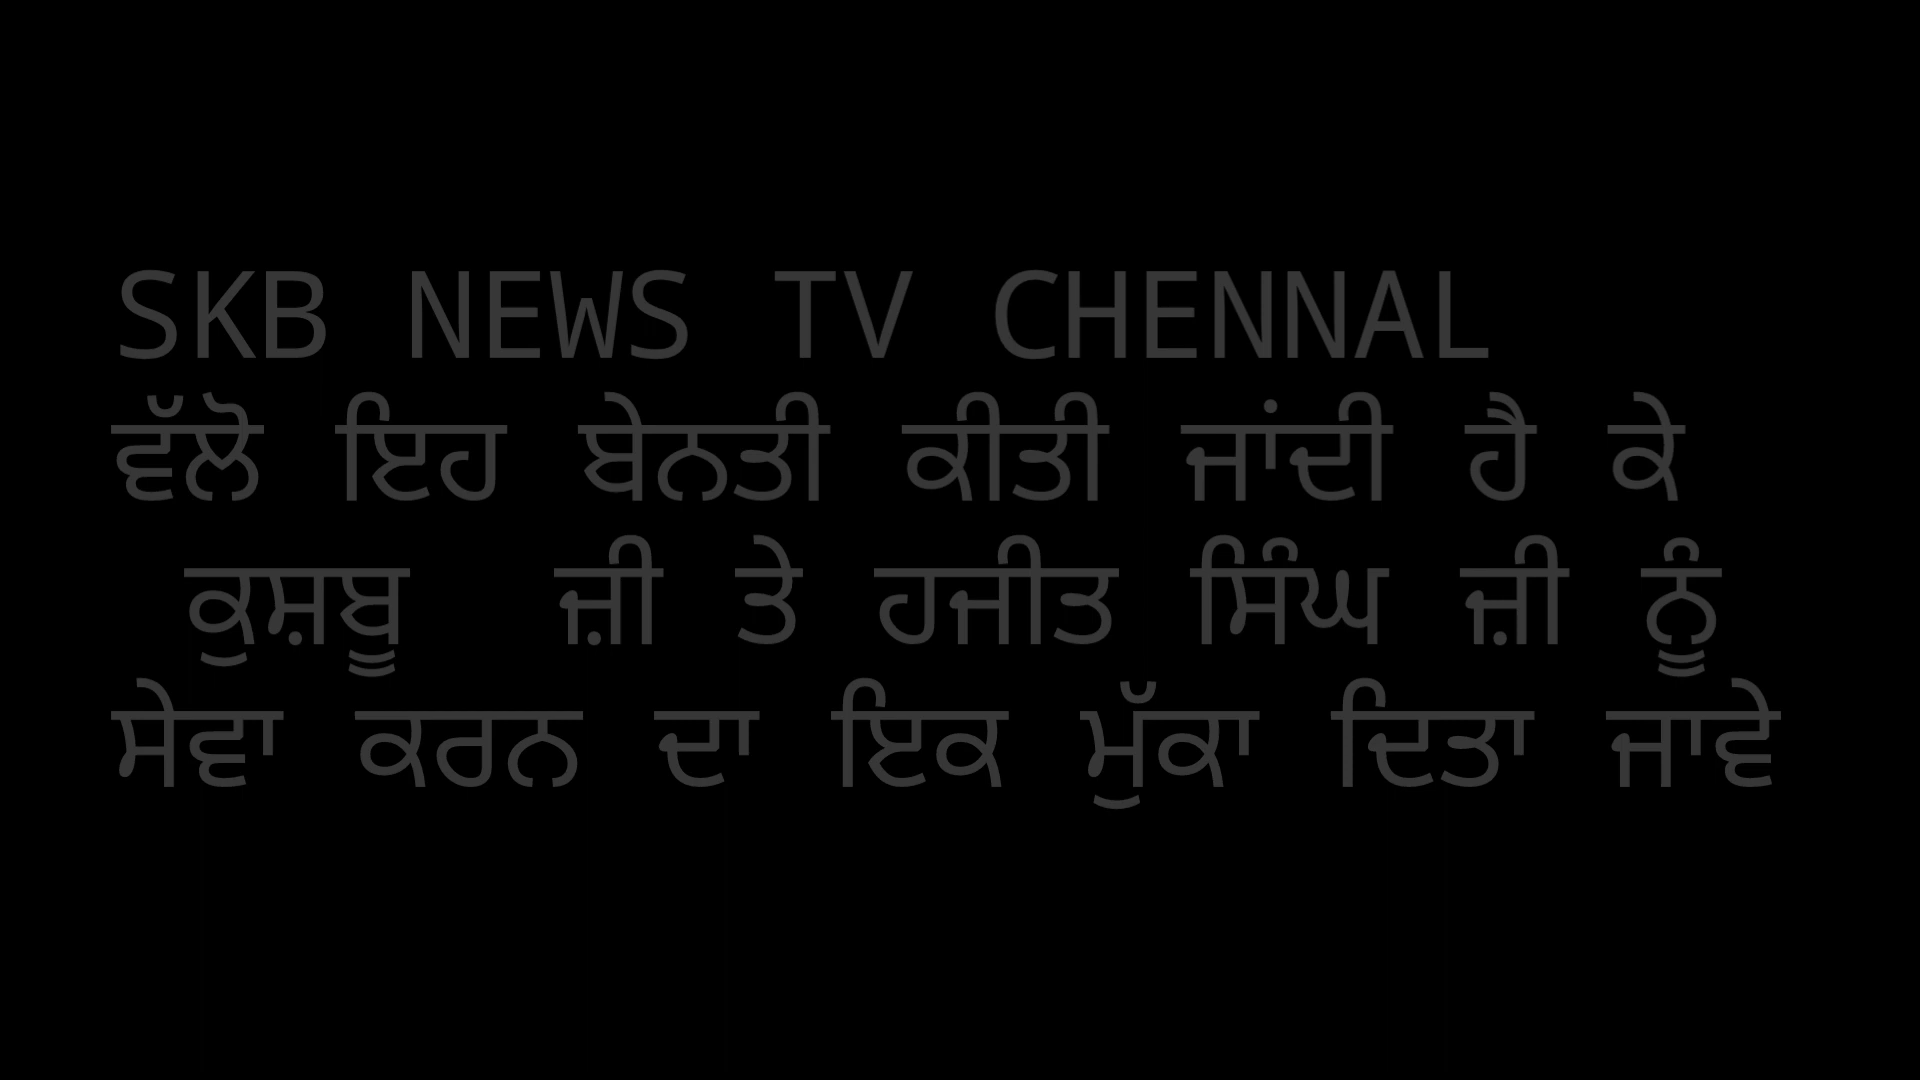 SKB NEWS TV CHENNAL
ਵੱਲੋ ਇਹ ਬੇਨਤੀ ਕੀਤੀ ਜਾਂਦੀ ਹੈ ਕੇ
ਕੁਸ਼ਬੂ ਜ਼ੀ ਤੇ ਹਜੀਤ ਸਿੰਘ ਜ਼ੀ ਨੂੰ
ਸੇਵਾ ਕਰਨ ਦਾ ਇਕ ਮੁੱਕਾ ਦਿਤਾ ਜਾਵੇ